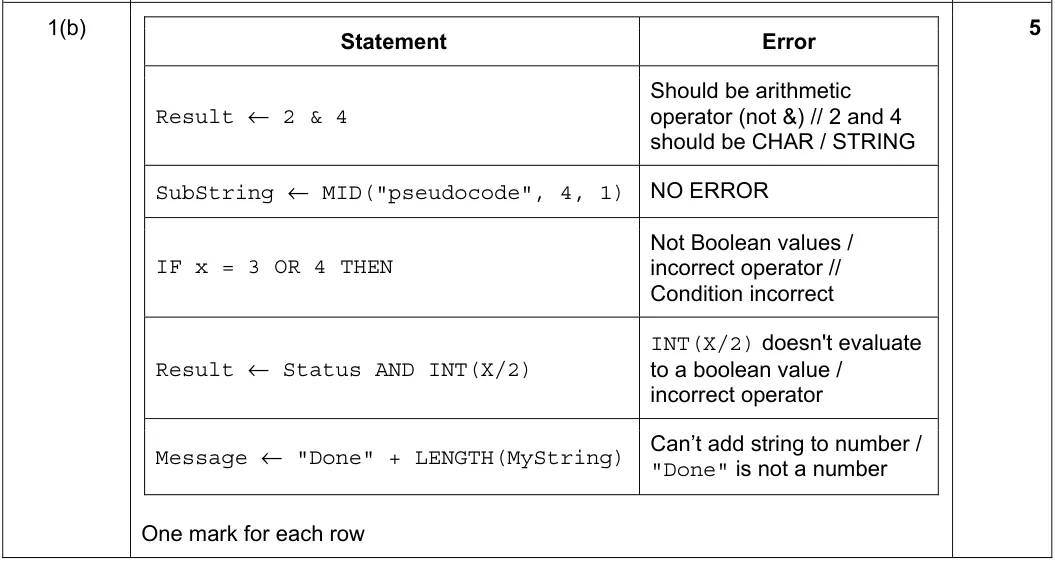 1(b)
5
Statement
Error
Result ← 2 & 4
Should be arithmetic
operator (not &) // 2 and 4
should be CHAR / STRING
SubString ← MID("pseudocode", 4, 1)
NO ERROR
IF x = 3 OR 4 THEN
Not Boolean values /
incorrect operator //
Condition incorrect
Result ← Status AND INT(X/2)
INT(X/2) doesn't evaluate
to a boolean value /
incorrect operator
Message ← "Done" + LENGTH(MyString)
Can’t add string to number /
"Done" is not a number
One mark for each row